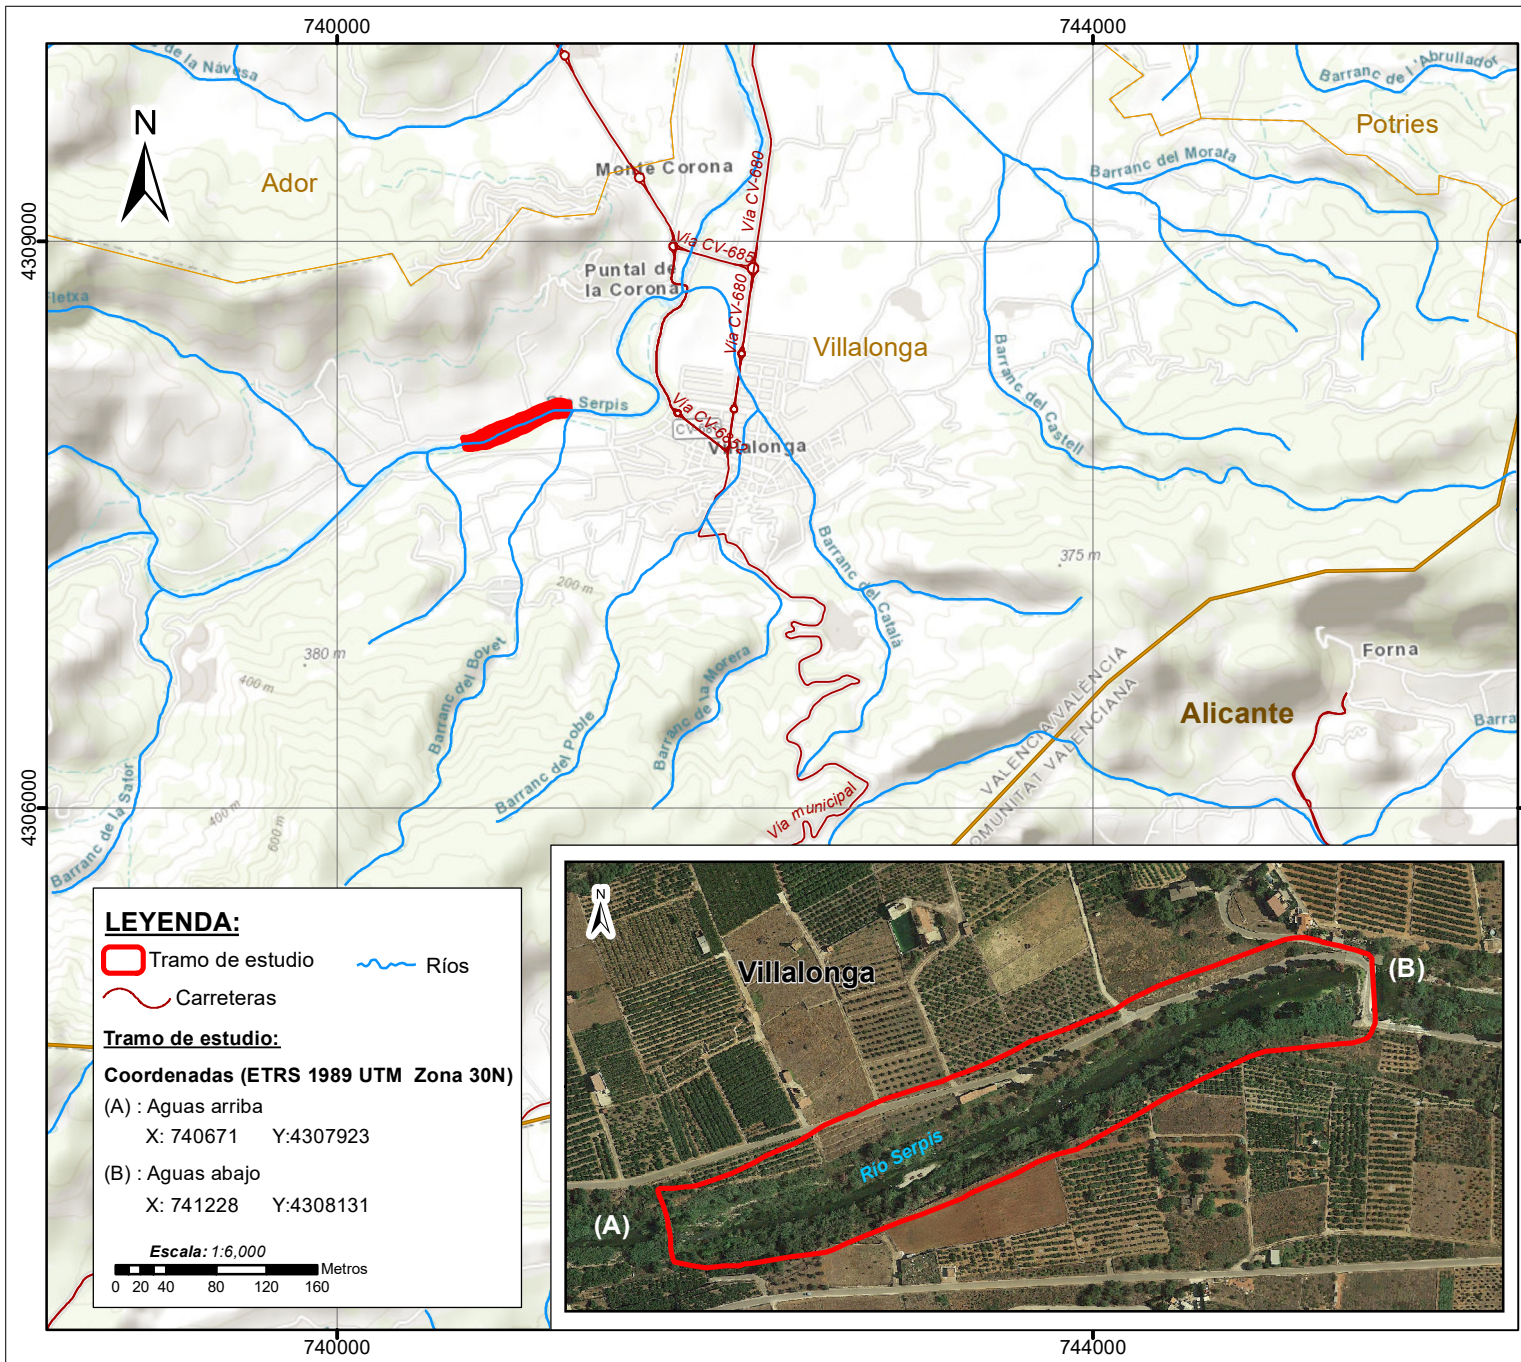 740000
744000
de la Návesa
Barranc de l'Abrullador
Potries
N
Ador
Monte Corona
Barranc del Morata
Vía CV-680
4309000
Vía CV-685
Puntal de
la Corona
Fletxa
Vía CV-680
Villalonga
Barranc del Castell
Río Serpis
Vía CV-685
Villalonga
375 m
Barranc del Català
200 m
380 m
400 m
Barranc del Bovet
Barranc de la Morera
Barranc del Poble
Forna
VALENCIA/VALÈNCIA
COMUNITAT VALENCIANA
Alicante
Barra
4306000
Barranc de la Safor
400 m
600 m
Vía municipal
LEYENDA:
Tramo de estudio
Ríos
Carreteras
Tramo de estudio:
Coordenadas (ETRS 1989 UTM Zona 30N)
(A) : Aguas arriba
X: 740671 Y:4307923
(B) : Aguas abajo
X: 741228 Y:4308131
Escala: 1:6,000
Metros
0 20 40 80 120 160
N
Villalonga
(B)
Río Serpis
(A)
740000
744000